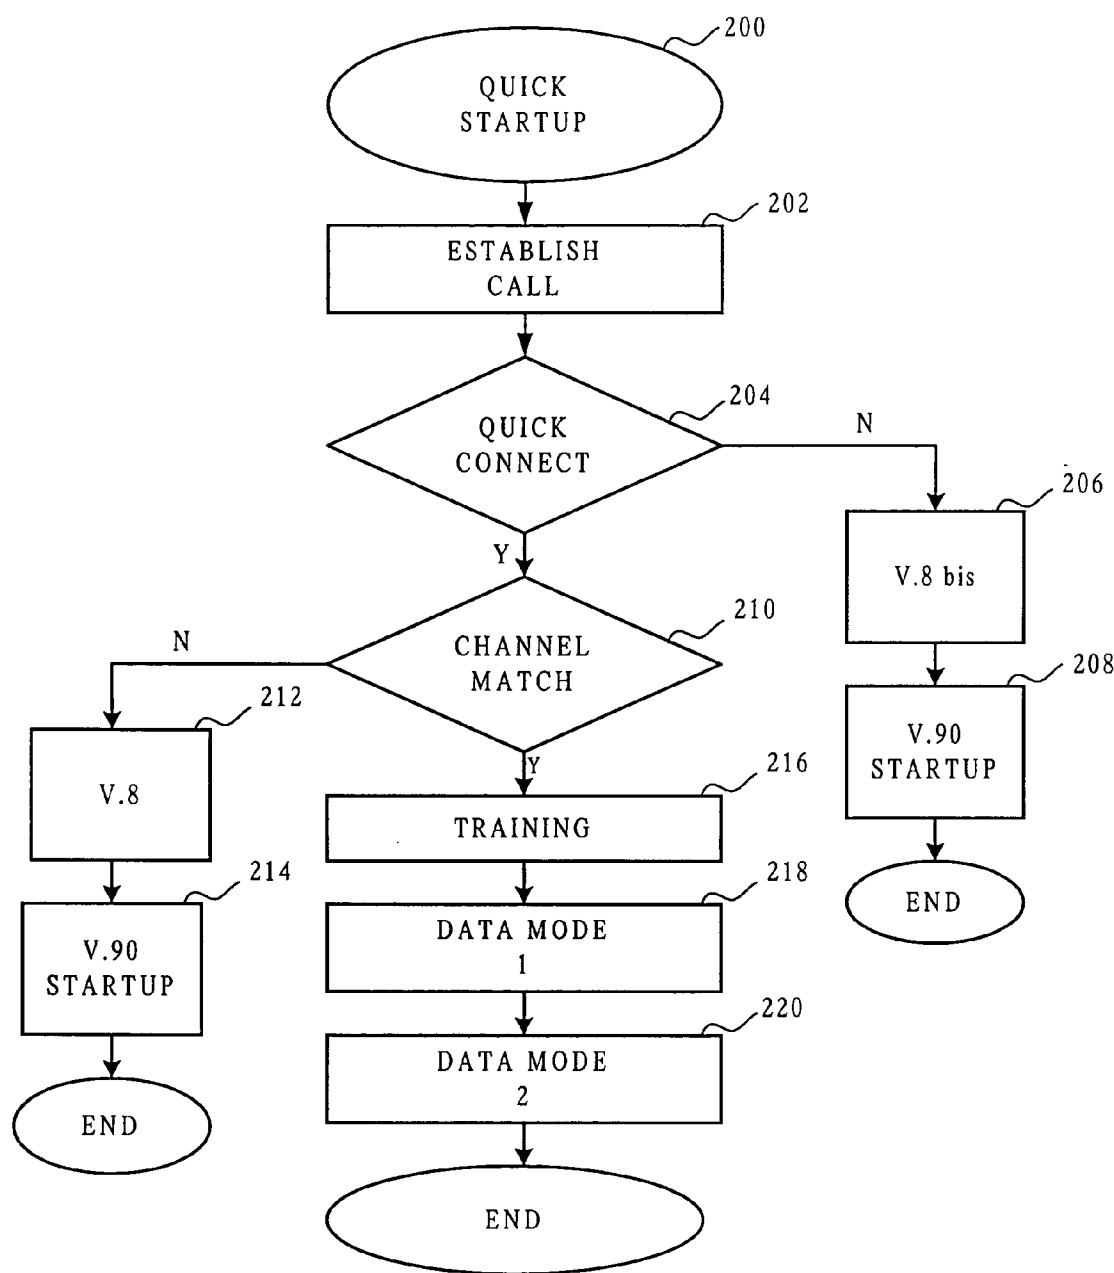 200
QUICK
STARTUP
202
ESTABLISH
CALL
204
QUICK
CONNECT
N
206
Y
V.8 bis
210
CHANNEL
MATCH
N
208
212
V.90
STARTUP
Y
216
V.8
TRAINING
214
218
END
DATA MODE
1
V.90
STARTUP
220
DATA MODE
2
END
END